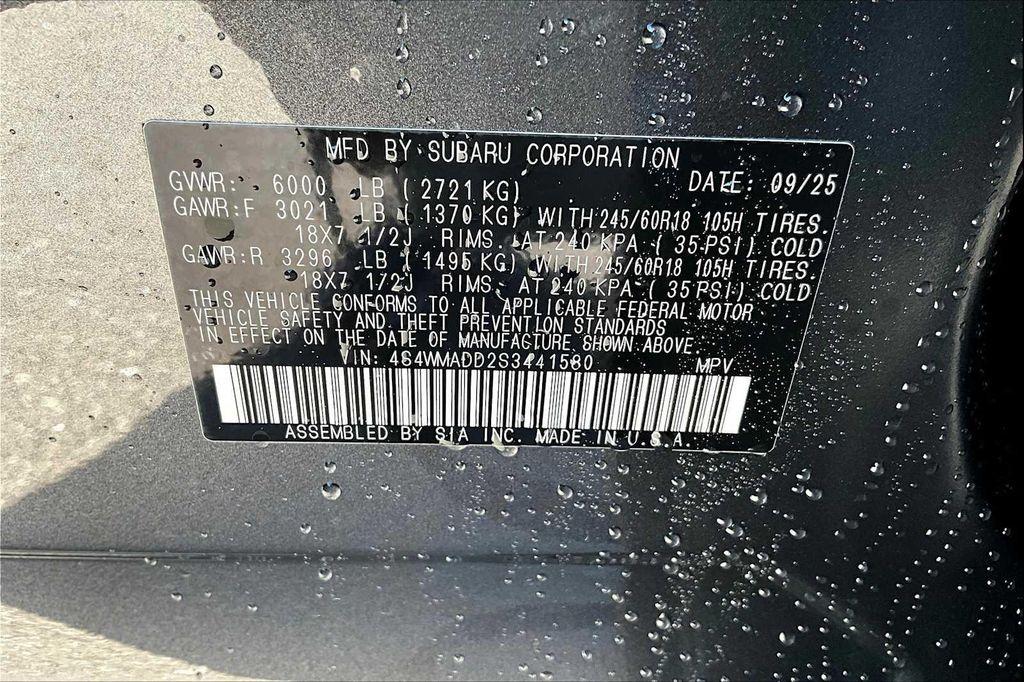 MFD BY SUBARU CORPORATION
GVWR: 6000 LB (2721 KG) DATE: 09/25
GAWR:F 3021 LB (1370 KG) WITH 245/60R18 105H TIRES.
18X7 1/2J RIMS. AT 240 KPA (35 PSI) COLD
GAWR:R 3296 LB (1495 KG) WITH 245/60R18 105H TIRES.
18X7 1/2J RIMS. AT 240 KPA (35 PSI) COLD
THIS VEHICLE CONFORMS TO ALL APPLICABLE FEDERAL MOTOR
VEHICLE SAFETY AND THEFT PREVENTION STANDARDS
IN EFFECT ON THE DATE OF MANUFACTURE SHOWN ABOVE
VIN: 4S4WMADD2S3441580 MPV
ASSEMBLED BY SIA INC. MADE IN U.S.A.